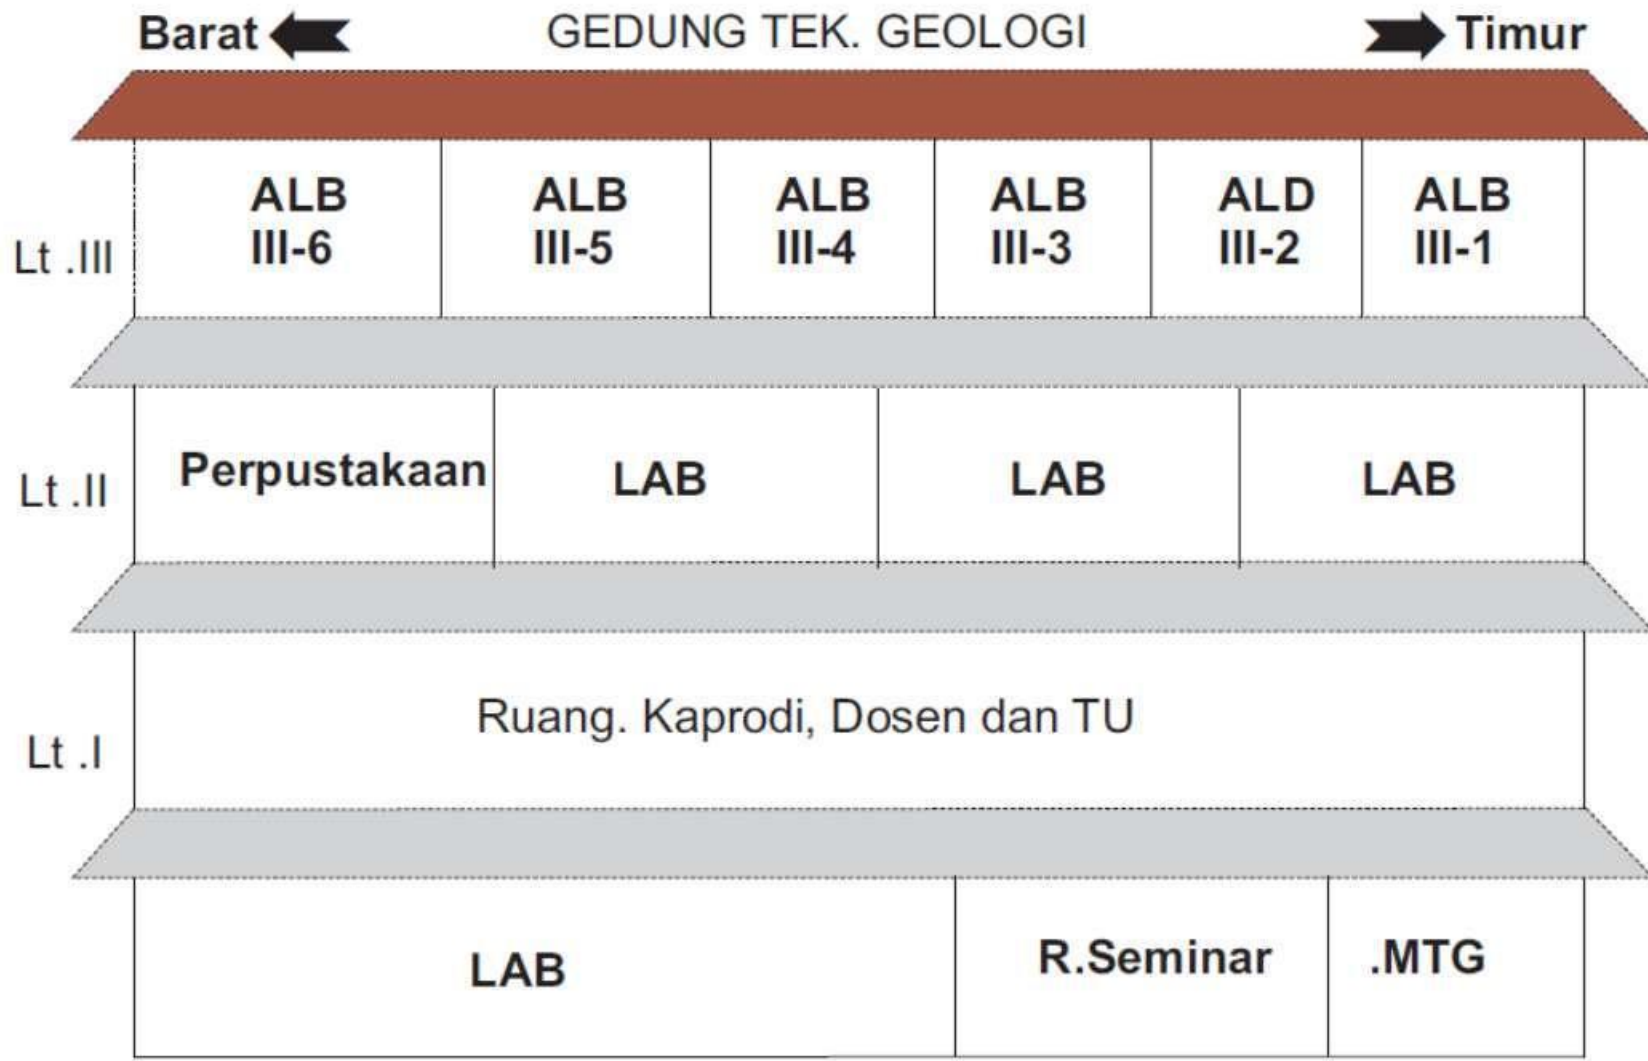 Barat GEDUNG TEK. GEOLOGI Timur
ALB ALB ALB ALB ALD ALB
III-6 III-5 III-4 III-3 III-2 III-1
Lt .III
Perpustakaan LAB LAB LAB
Lt .II
Ruang. Kaprodi, Dosen dan TU
Lt .I
LAB R.Seminar .MTG